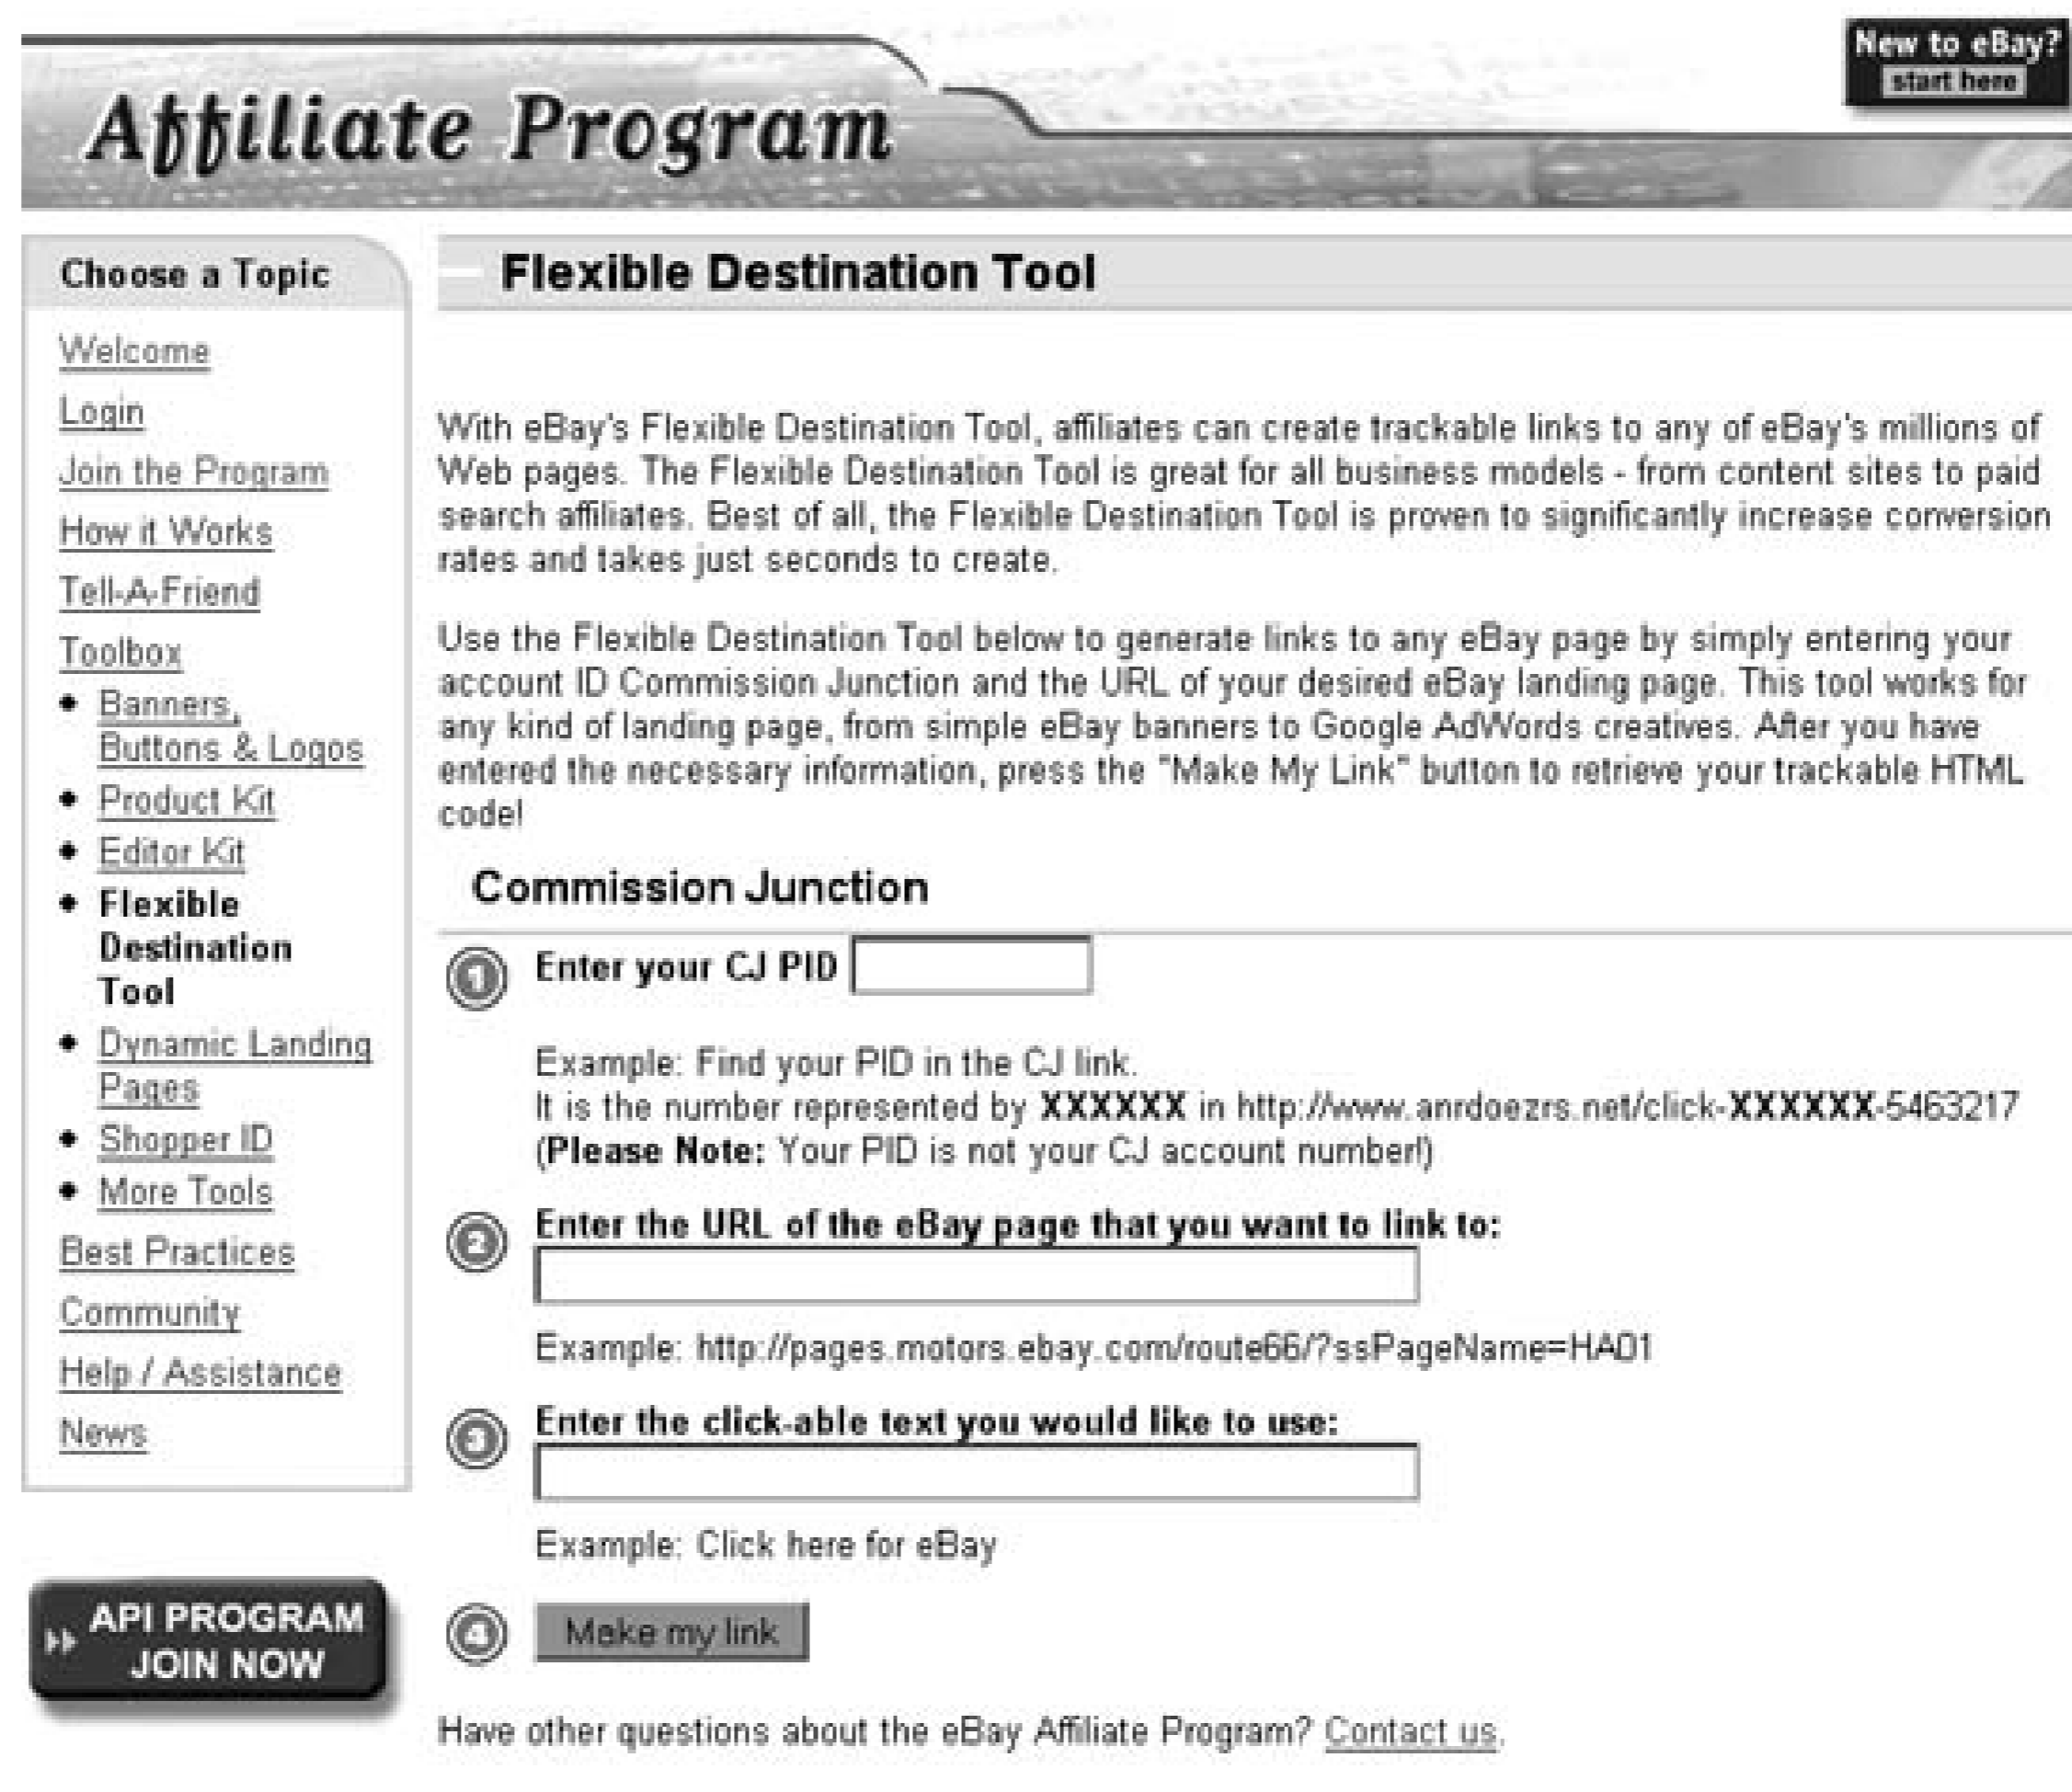 New to eBay?
start here
Affiliate Program
Choose a Topic
Welcome
Login
Join the Program
How it Works
Tell-A-Friend
Toolbox
• Banners,
Buttons & Logos
• Product Kit
• Editor Kit
• Flexible
Destination
Tool
• Dynamic Landing
Pages
• Shopper ID
• More Tools
Best Practices
Community
Help / Assistance
News
API PROGRAM
JOIN NOW
Flexible Destination Tool
With eBay's Flexible Destination Tool, affiliates can create trackable links to any of eBay's millions of
Web pages. The Flexible Destination Tool is great for all business models - from content sites to paid
search affiliates. Best of all, the Flexible Destination Tool is proven to significantly increase conversion
rates and takes just seconds to create.
Use the Flexible Destination Tool below to generate links to any eBay page by simply entering your
account ID Commission Junction and the URL of your desired eBay landing page. This tool works for
any kind of landing page, from simple eBay banners to Google AdWords creatives. After you have
entered the necessary information, press the "Make My Link" button to retrieve your trackable HTML
code!
Commission Junction
1 Enter your CJ PID
Example: Find your PID in the CJ link.
It is the number represented by XXXXXX in http://www.anrdoezrs.net/click-XXXXXX-5463217
(Please Note: Your PID is not your CJ account number!)
2 Enter the URL of the eBay page that you want to link to:
Example: http://pages.motors.ebay.com/route66/?ssPageName=HA01
3 Enter the click-able text you would like to use:
Example: Click here for eBay
4 Make my link
Have other questions about the eBay Affiliate Program? Contact us.